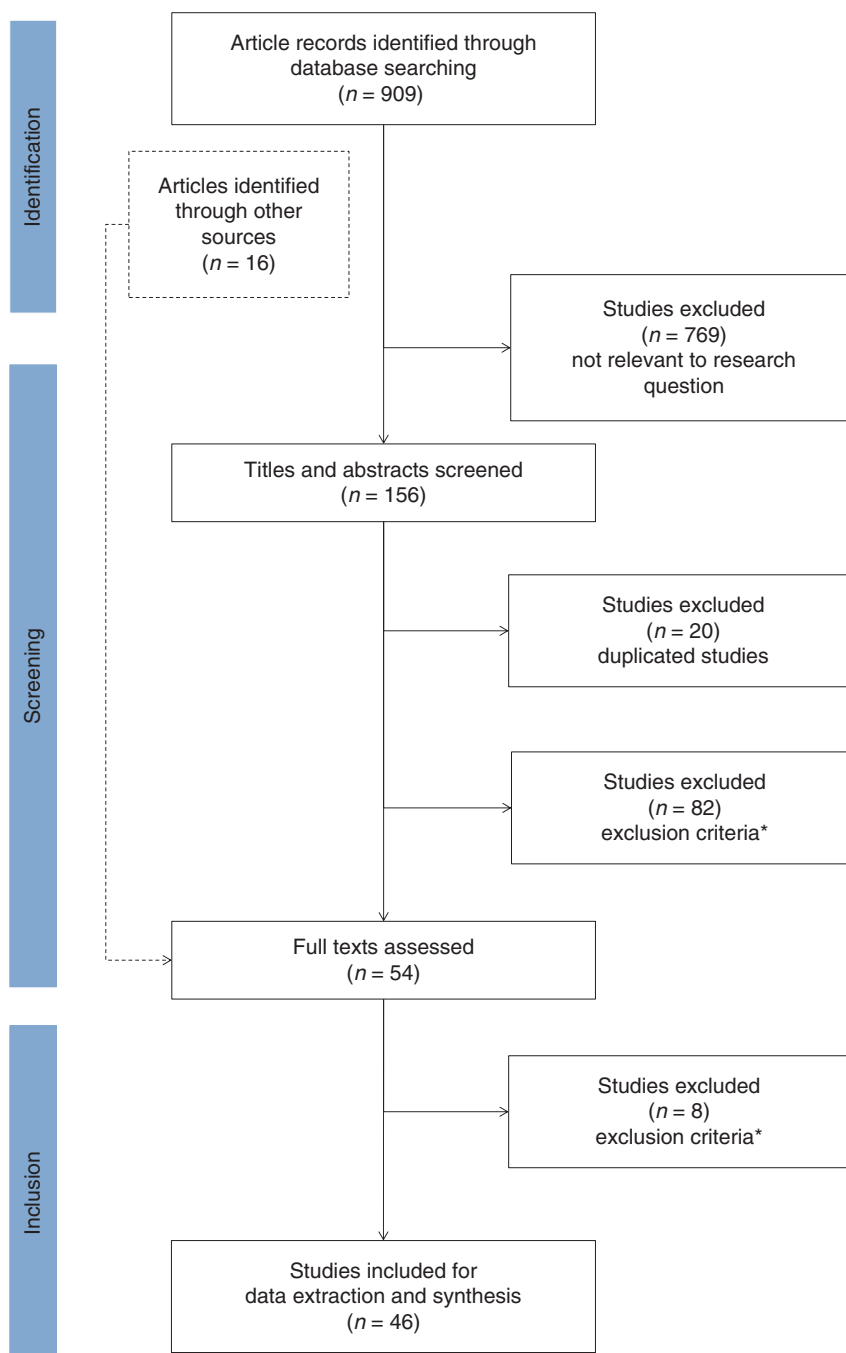 Identification
Article records identified through
database searching
(n = 909)
Articles identified
through other
sources
(n = 16)
Studies excluded
(n = 769)
not relevant to research
question
Screening
Titles and abstracts screened
(n = 156)
Studies excluded
(n = 20)
duplicated studies
Studies excluded
(n = 82)
exclusion criteria*
Full texts assessed
(n = 54)
Inclusion
Studies excluded
(n = 8)
exclusion criteria*
Studies included for
data extraction and synthesis
(n = 46)